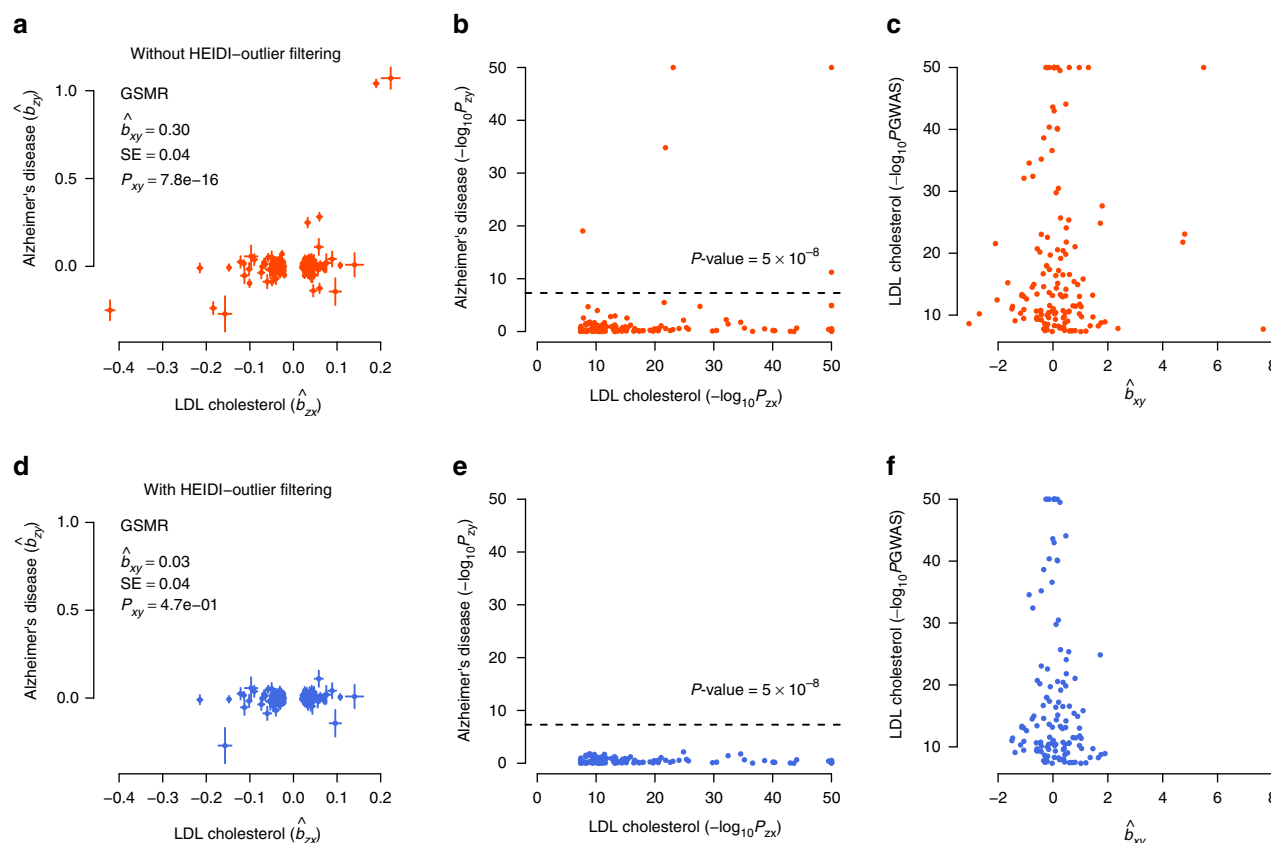 a
Without HEIDI−outlier filtering
GSMR
b̂xy = 0.30
SE = 0.04
Pxy = 7.8e−16
Alzheimer's disease (b̂zy)
1.0
0.5
0.0
−0.4 −0.3 −0.2 −0.1 0.0 0.1 0.2
LDL cholesterol (b̂zx)
b
Alzheimer's disease (−log10Pzy)
50
40
30
20
10
0
P-value = 5 × 10−8
0 10 20 30 40 50
LDL cholesterol (−log10Pzx)
c
LDL cholesterol (−log10PGWAS)
50
40
30
20
10
−2 0 2 4 6 8
b̂xy
d
With HEIDI−outlier filtering
GSMR
b̂xy = 0.03
SE = 0.04
Pxy = 4.7e−01
Alzheimer's disease (b̂zy)
1.0
0.5
0.0
−0.4 −0.3 −0.2 −0.1 0.0 0.1 0.2
LDL cholesterol (b̂zx)
e
Alzheimer's disease (−log10Pzy)
50
40
30
20
10
0
P-value = 5 × 10−8
0 10 20 30 40 50
LDL cholesterol (−log10Pzx)
f
LDL cholesterol (−log10PGWAS)
50
40
30
20
10
−2 0 2 4 6 8
b̂xy